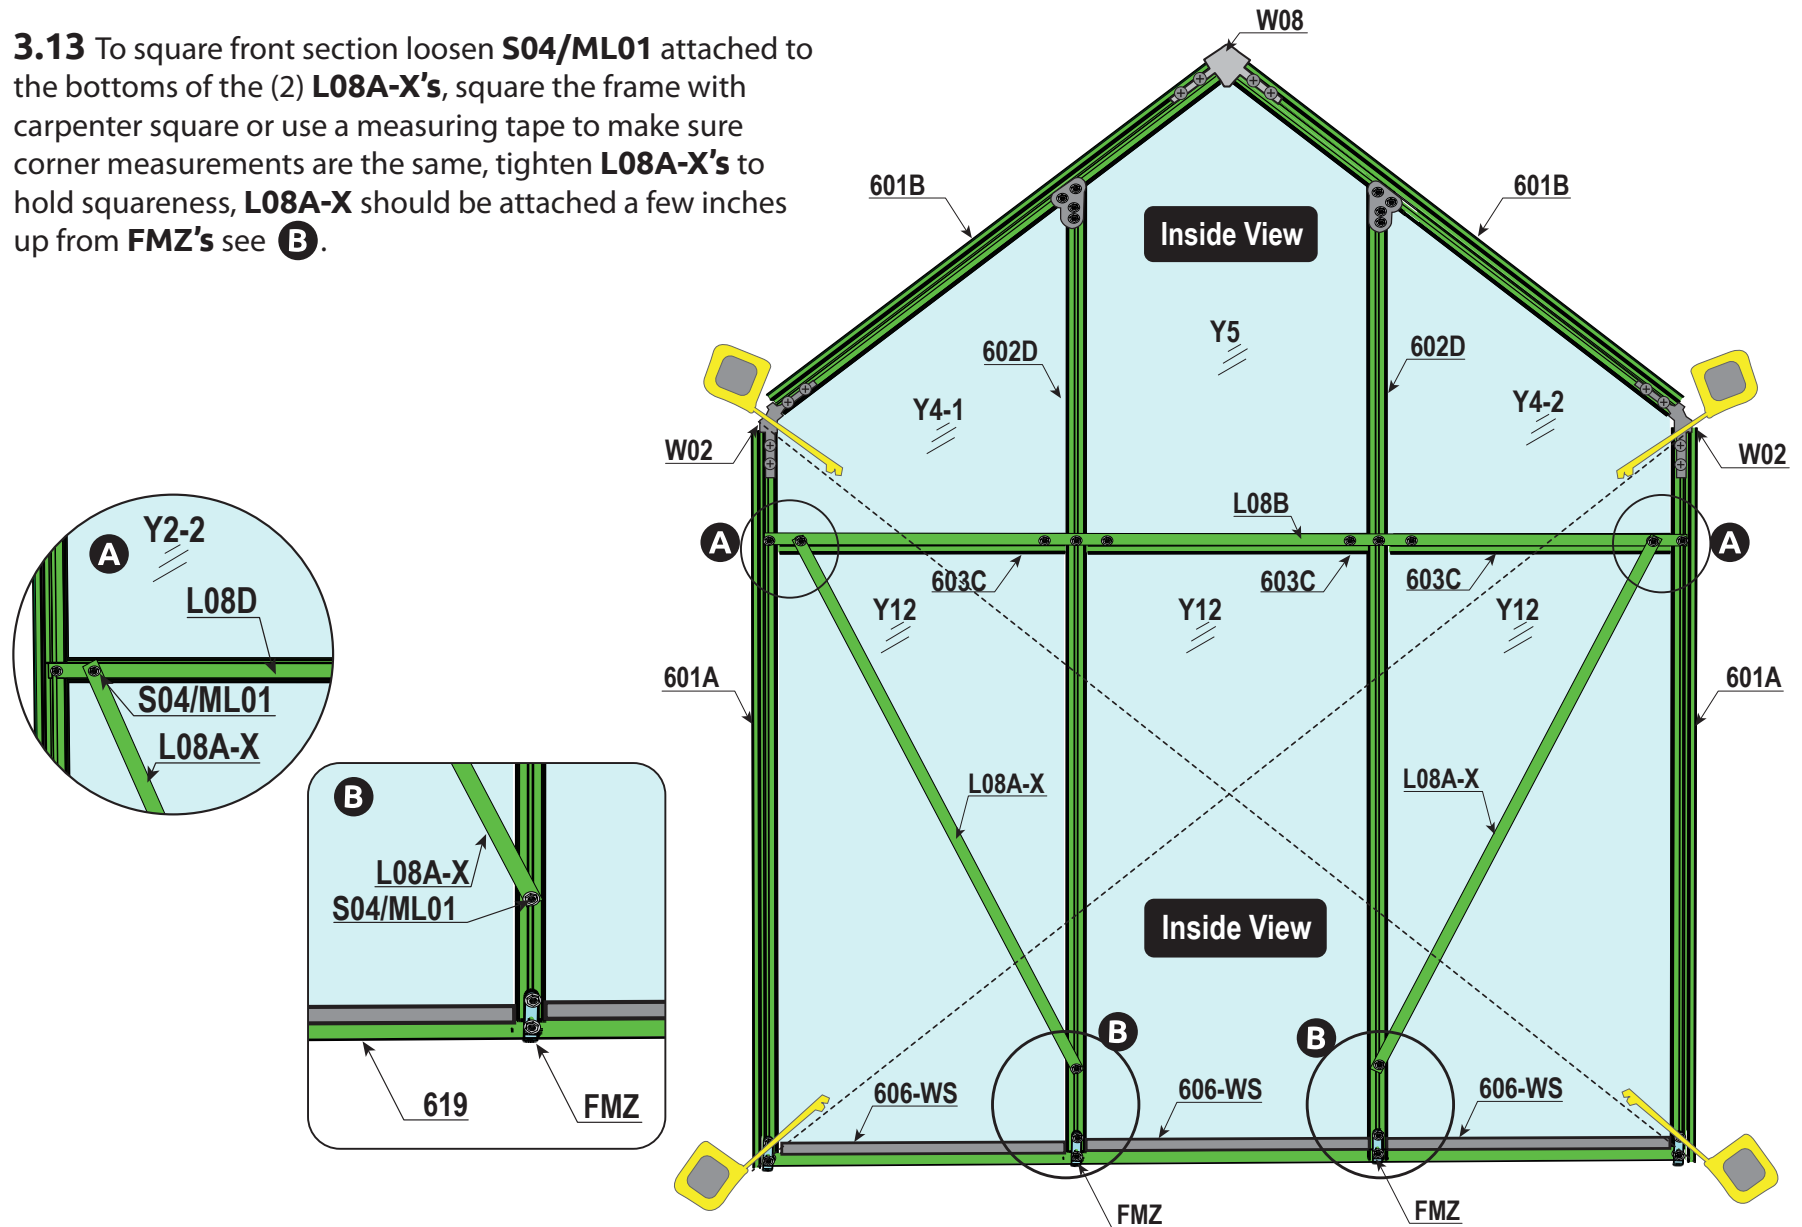 3.13 To square front section loosen S04/ML01 attached to
the bottoms of the (2) L08A-X's, square the frame with
carpenter square or use a measuring tape to make sure
corner measurements are the same, tighten L08A-X's to
hold squareness, L08A-X should be attached a few inches
up from FMZ's see B.
W08
601B
601B
Inside View
602D
Y5
602D
Y4-1
Y4-2
W02
W02
A
L08B
A
603C
603C
603C
Y12
Y12
Y12
601A
601A
L08A-X
L08A-X
Inside View
B
B
606-WS
606-WS
606-WS
FMZ
FMZ
A
Y2-2
L08D
S04/ML01
L08A-X
B
L08A-X
S04/ML01
619
FMZ